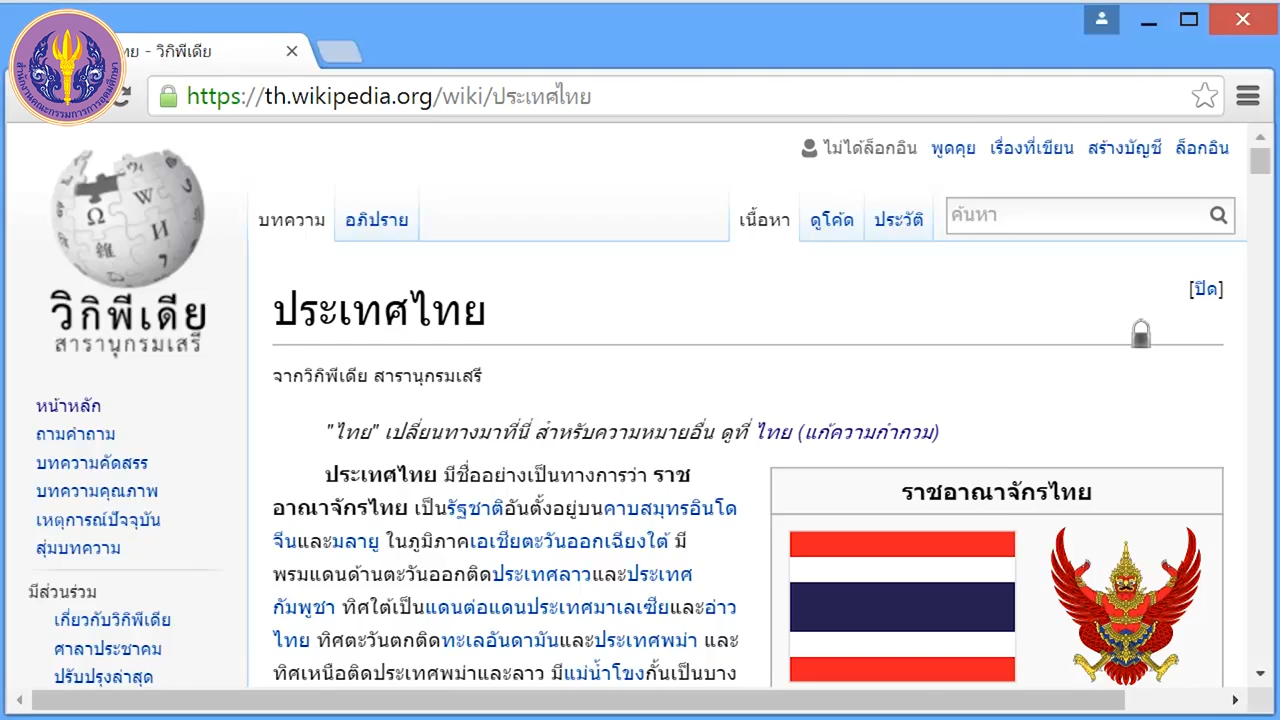 ทย - วิกิพีเดีย
สำนักงานคณะกรรมการการอุดมศึกษา
https://th.wikipedia.org/wiki/ประเทศไทย
ไม่ได้ล็อกอิน พูดคุย เรื่องที่เขียน สร้างบัญชี ล็อกอิน
บทความ อภิปราย เนื้อหา ดูโค้ด ประวัติ ค้นหา
วิกิพีเดีย
สารานุกรมเสรี
หน้าหลัก
ถามคำถาม
บทความคัดสรร
บทความคุณภาพ
เหตุการณ์ปัจจุบัน
สุ่มบทความ
มีส่วนร่วม
เกี่ยวกับวิกิพีเดีย
ศาลาประชาคม
ปรับปรุงล่าสุด
[ปิด]
ประเทศไทย
จากวิกิพีเดีย สารานุกรมเสรี
"ไทย" เปลี่ยนทางมาที่นี่ สำหรับความหมายอื่น ดูที่ ไทย (แก้ความกำกวม)
ประเทศไทย มีชื่ออย่างเป็นทางการว่า ราช
อาณาจักรไทย เป็นรัฐชาติอันตั้งอยู่บนคาบสมุทรอินโด
จีนและมลายู ในภูมิภาคเอเชียตะวันออกเฉียงใต้ มี
พรมแดนด้านตะวันออกติดประเทศลาวและประเทศ
กัมพูชา ทิศใต้เป็นแดนต่อแดนประเทศมาเลเซียและอ่าว
ไทย ทิศตะวันตกติดทะเลอันดามันและประเทศพม่า และ
ทิศเหนือติดประเทศพม่าและลาว มีแม่น้ำโขงกั้นเป็นบาง
ราชอาณาจักรไทย